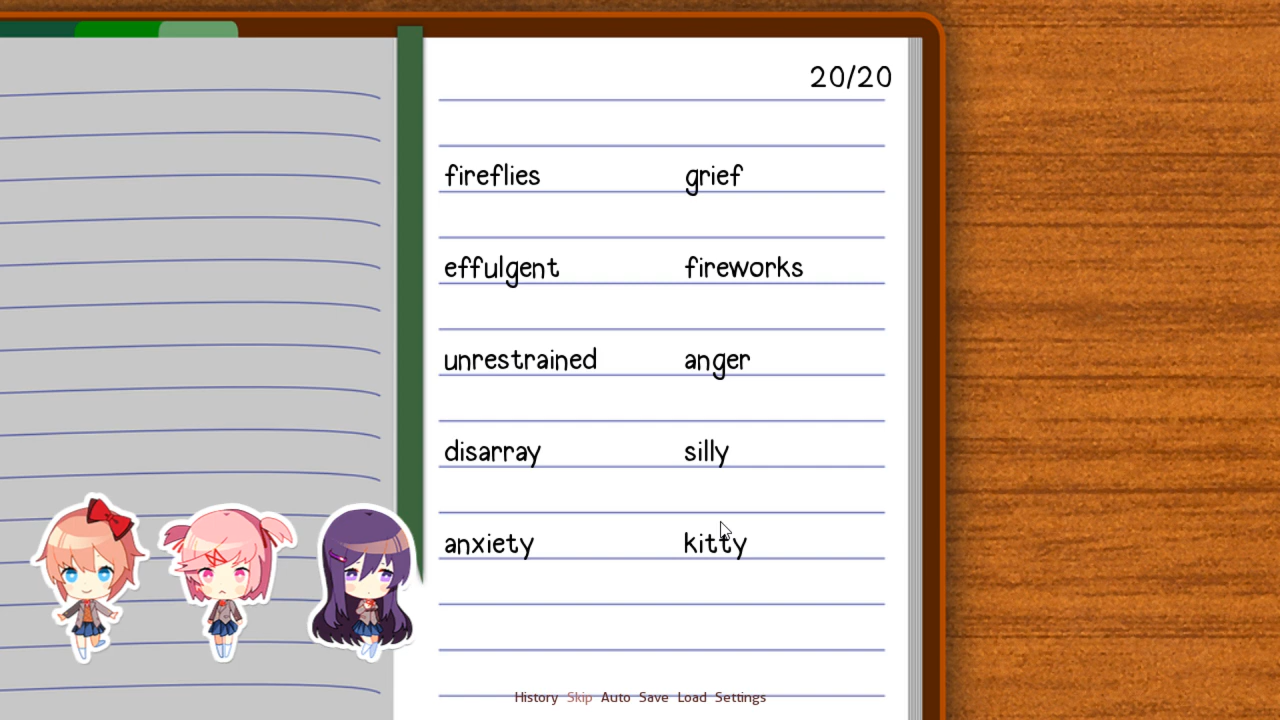 20/20
fireflies grief
effulgent fireworks
unrestrained anger
disarray silly
anxiety kitty
History Skip Auto Save Load Settings